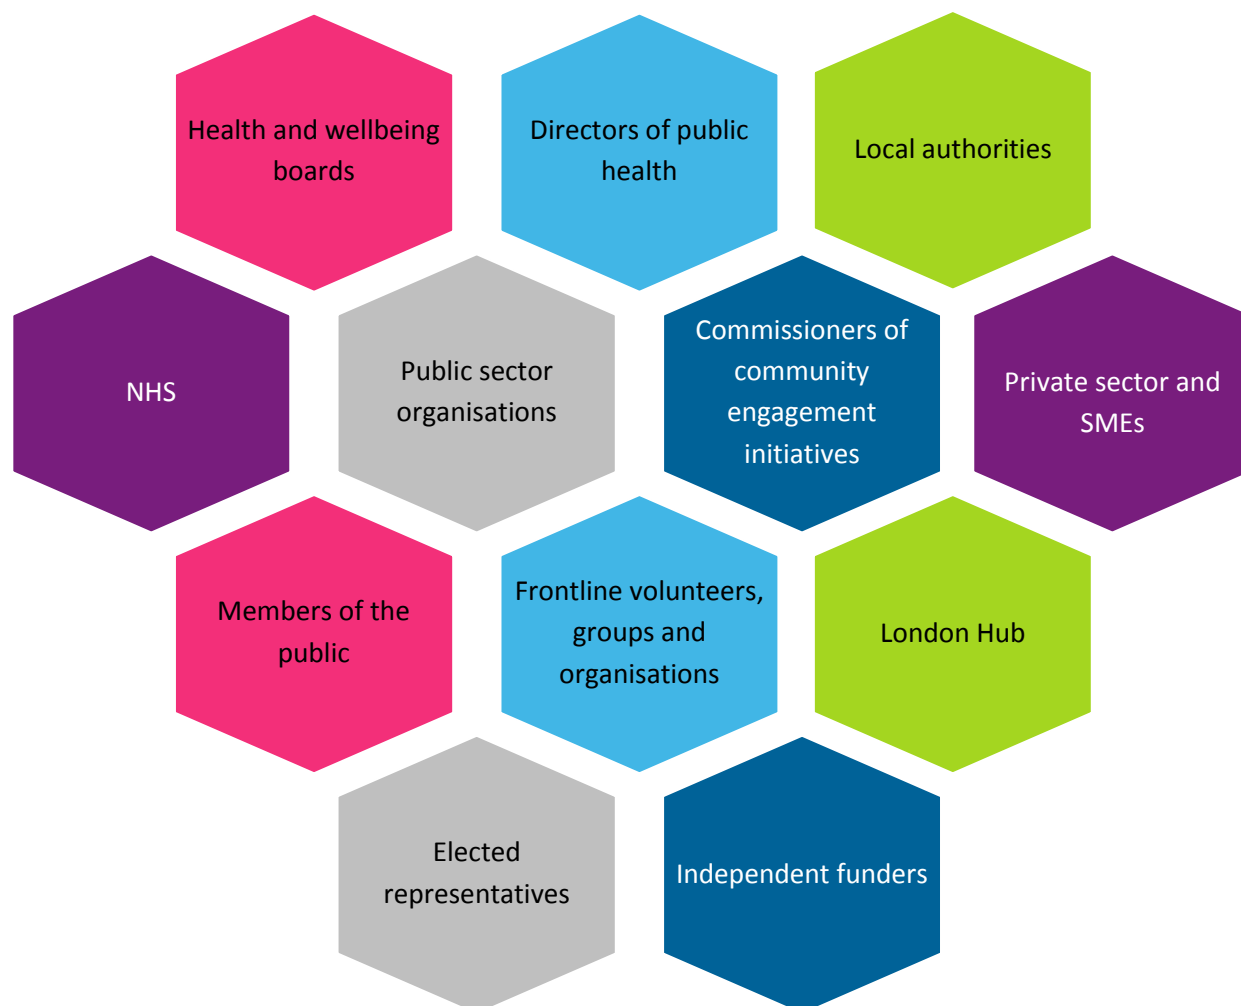 Health and wellbeing
boards
Directors of public
health
Local authorities
NHS
Public sector
organisations
Commissioners of
community
engagement
initiatives
Private sector and
SMEs
Members of the
public
Frontline volunteers,
groups and
organisations
London Hub
Elected
representatives
Independent funders